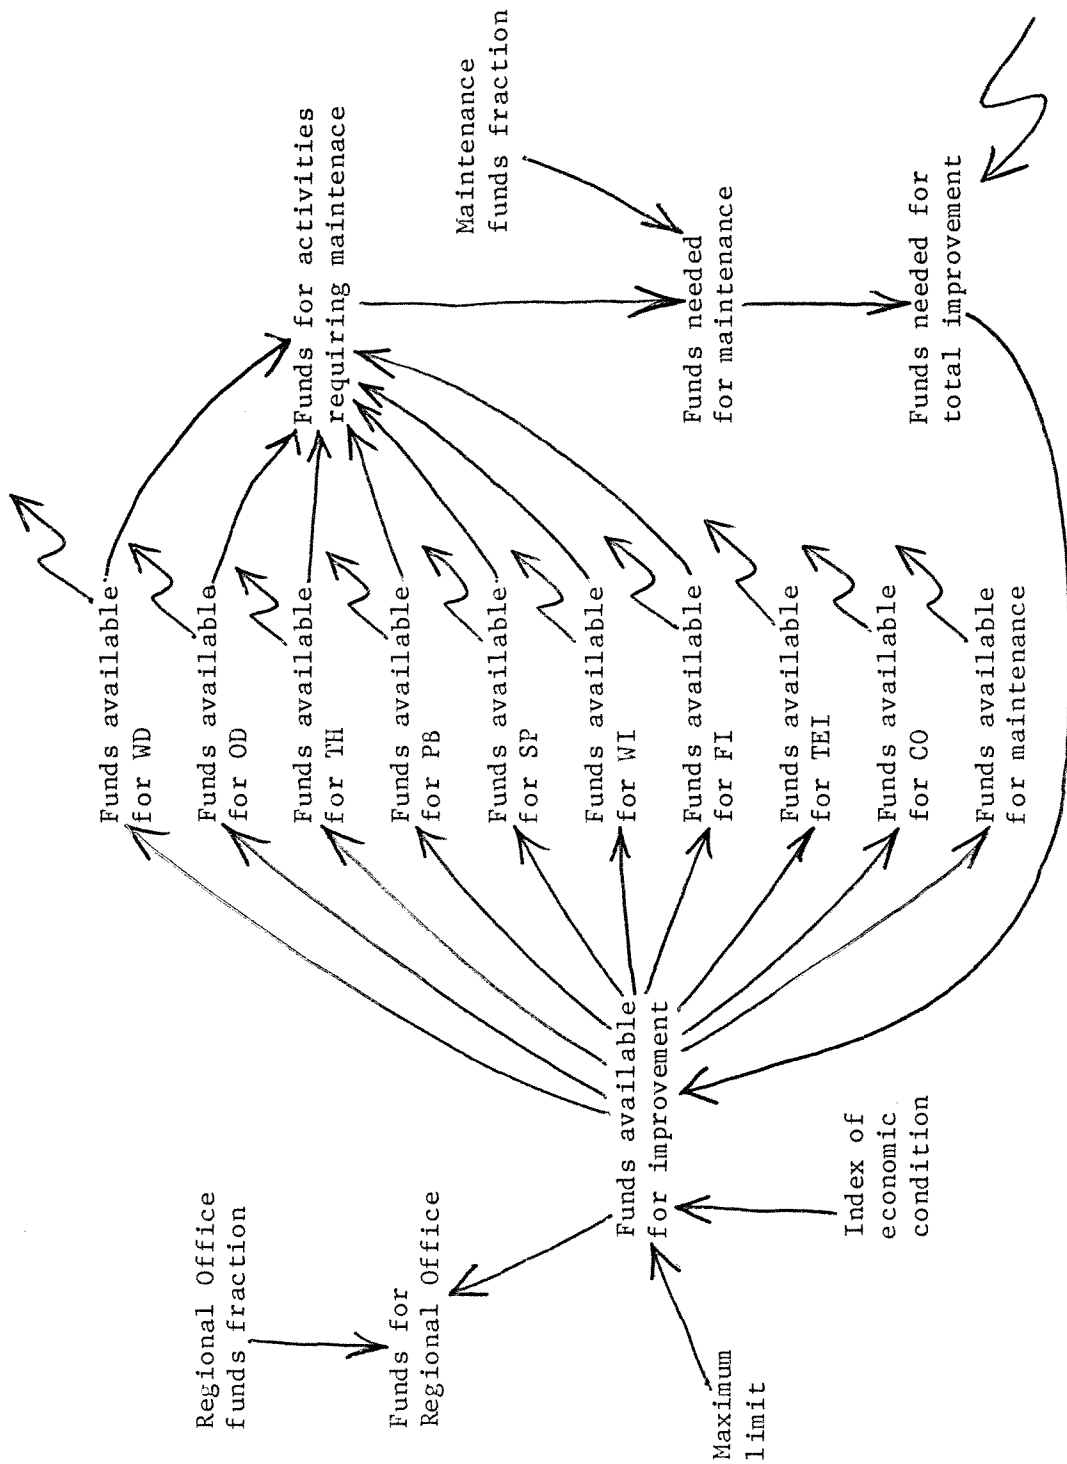 Regional Office
funds fraction
Funds for
Regional Office
Maximum
limit
Funds available
for improvement
Index of
economic
condition
Funds available
for WD
Funds available
for OD
Funds available
for TH
Funds available
for PB
Funds available
for SP
Funds available
for WI
Funds available
for FI
Funds available
for TEI
Funds available
for CO
Funds available
for maintenance
Funds for activities
requiring maintenace
Maintenance
funds fraction
Funds needed
for maintenance
Funds needed for
total improvement